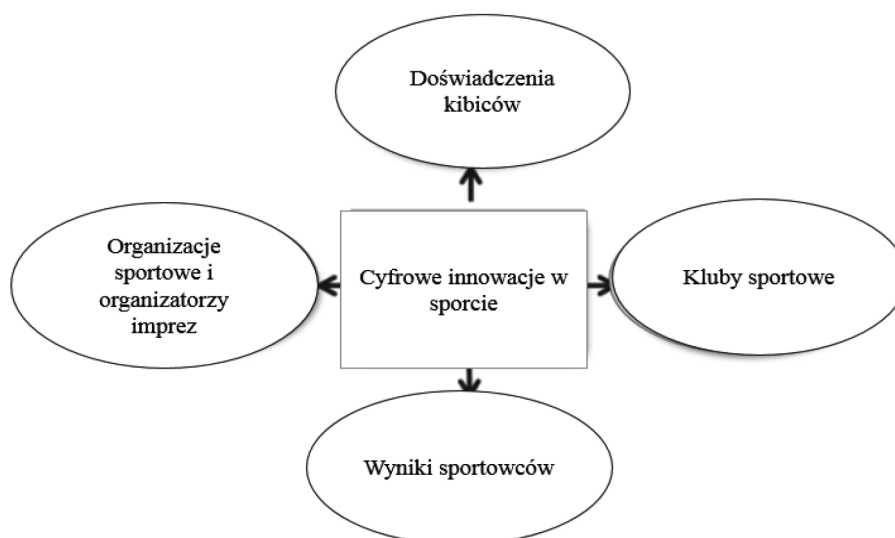 Doświadczenia
kibiców
Organizacje
sportowe i
organizatorzy
imprez
Cyfrowe innowacje w
sporcie
Kluby sportowe
Wyniki sportowców